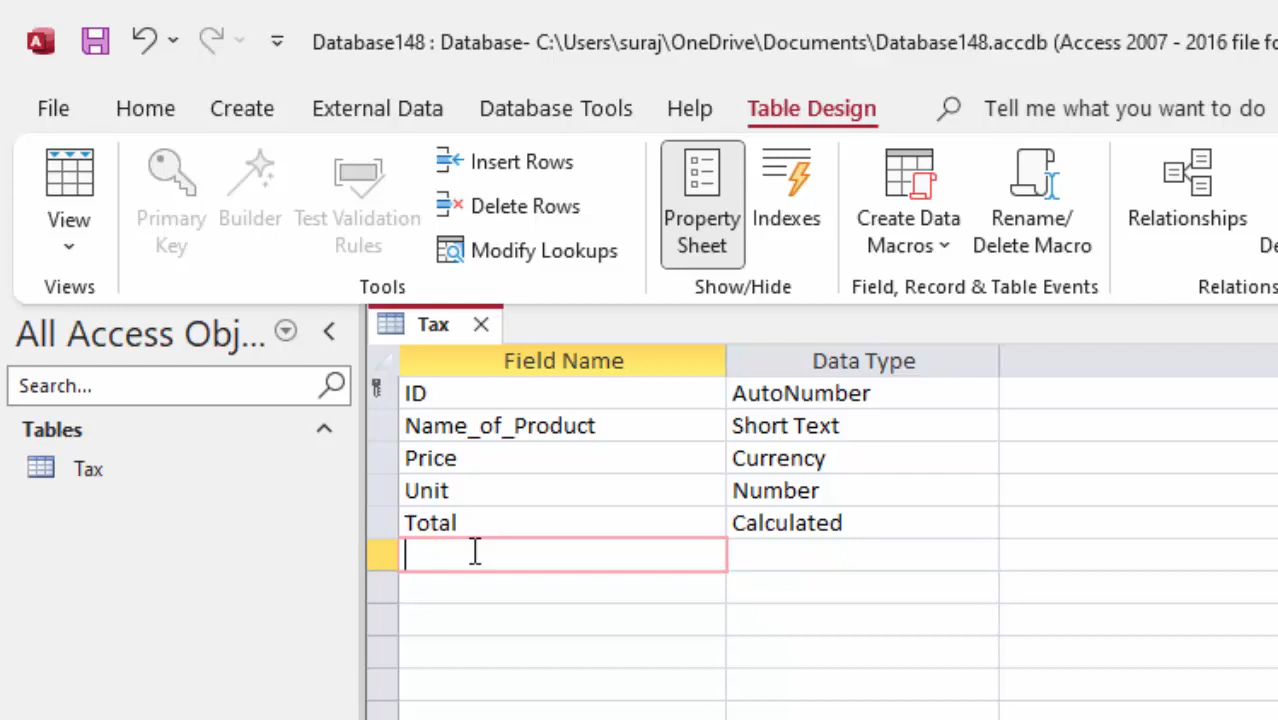 A
Database148 : Database- C:\Users\suraj\OneDrive\Documents\Database148.accdb (Access 2007 - 2016 file fo
File Home Create External Data Database Tools Help Table Design Tell me what you want to do
View
Views
Primary Key
Builder
Test Validation Rules
Insert Rows
Delete Rows
Modify Lookups
Tools
Property Sheet
Indexes
Show/Hide
Create Data Macros
Rename/ Delete Macro
Field, Record & Table Events
Relationships
De
Relations
All Access Obj...
Search...
Tables
Tax
Tax
Field Name Data Type
ID AutoNumber
Name_of_Product Short Text
Price Currency
Unit Number
Total Calculated